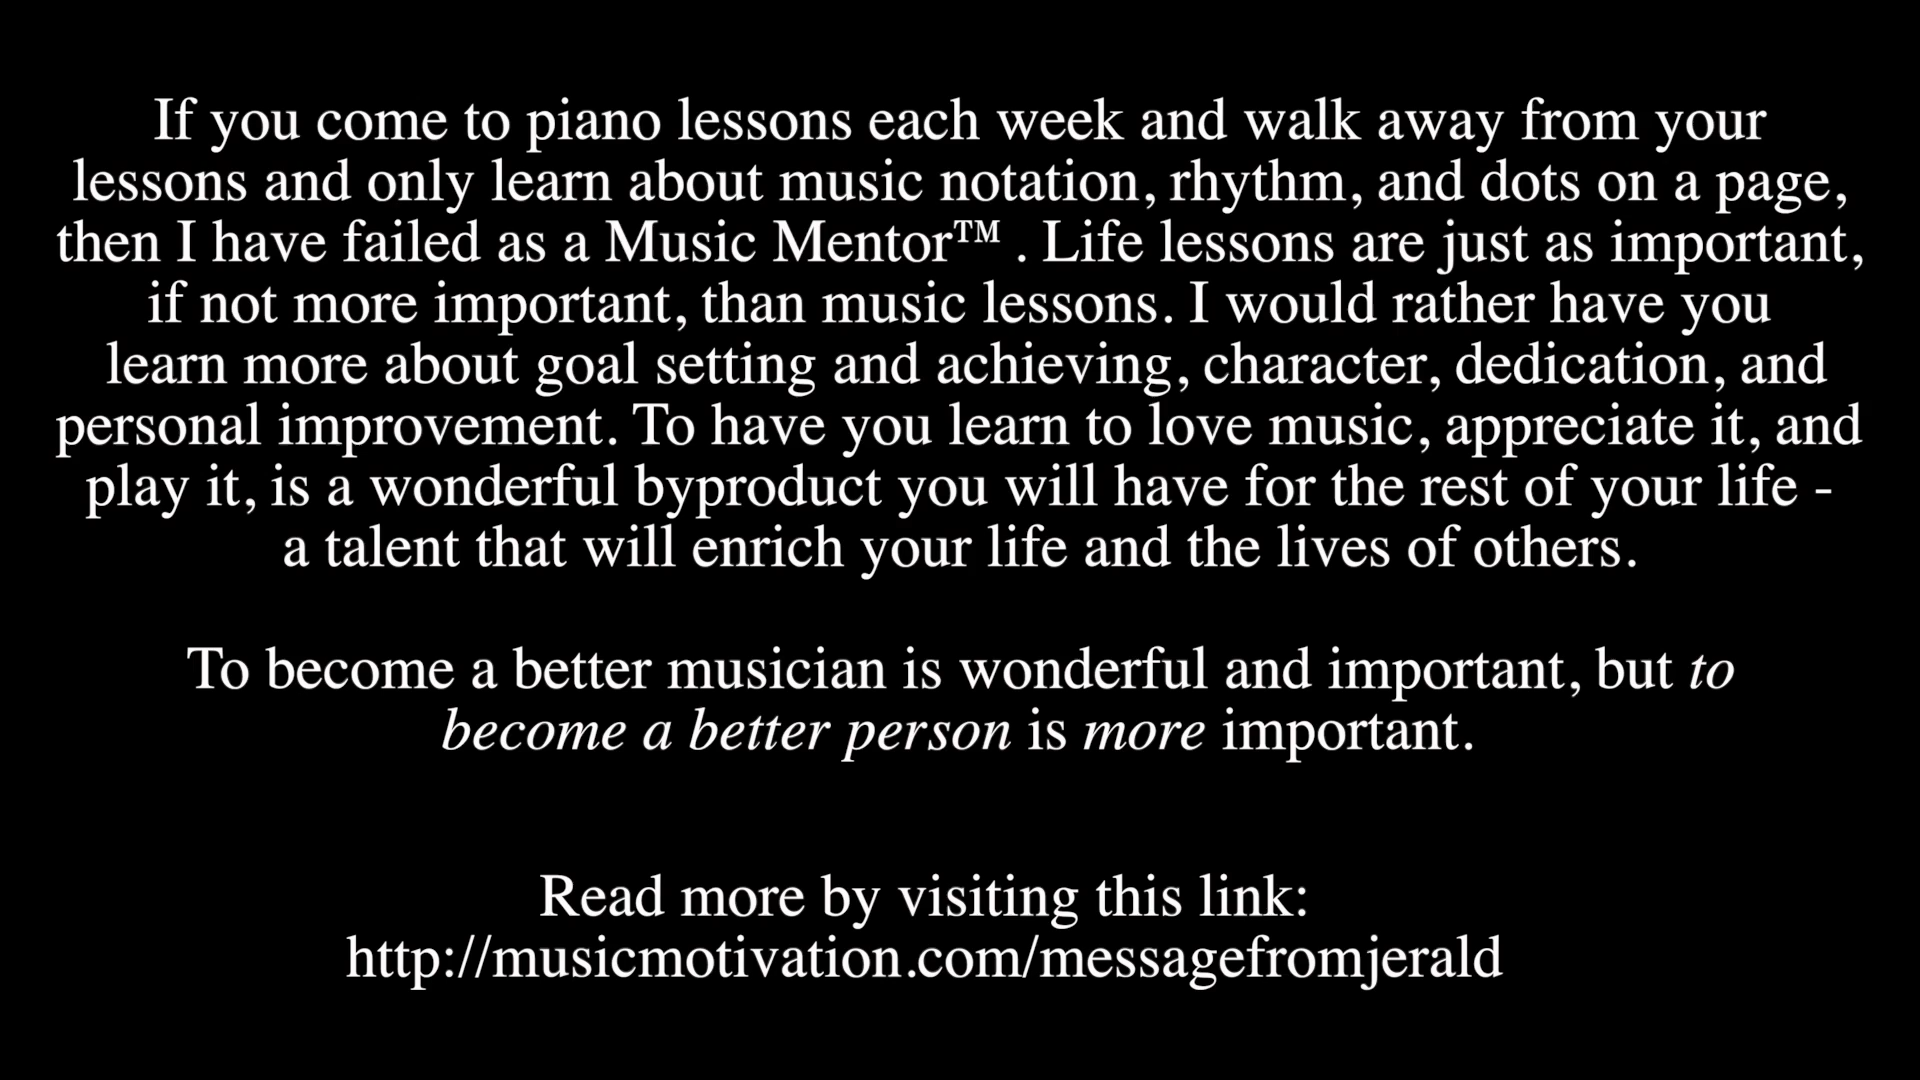 If you come to piano lessons each week and walk away from your
lessons and only learn about music notation, rhythm, and dots on a page,
then I have failed as a Music Mentor™ . Life lessons are just as important,
if not more important, than music lessons. I would rather have you
learn more about goal setting and achieving, character, dedication, and
personal improvement. To have you learn to love music, appreciate it, and
play it, is a wonderful byproduct you will have for the rest of your life -
a talent that will enrich your life and the lives of others.
To become a better musician is wonderful and important, but to
become a better person is more important.
Read more by visiting this link:
http://musicmotivation.com/messagefromjerald